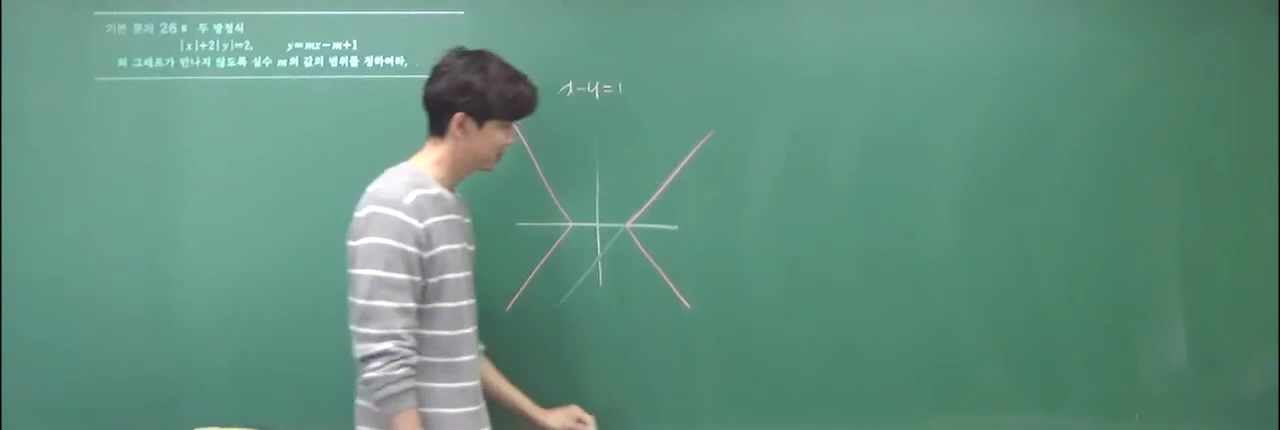 기본 문제 26-8 두 방정식
|x|+2|y|=2, y=mx-m+1
의 그래프가 만나지 않도록 실수 m의 값의 범위를 정하여라.
x-y=1